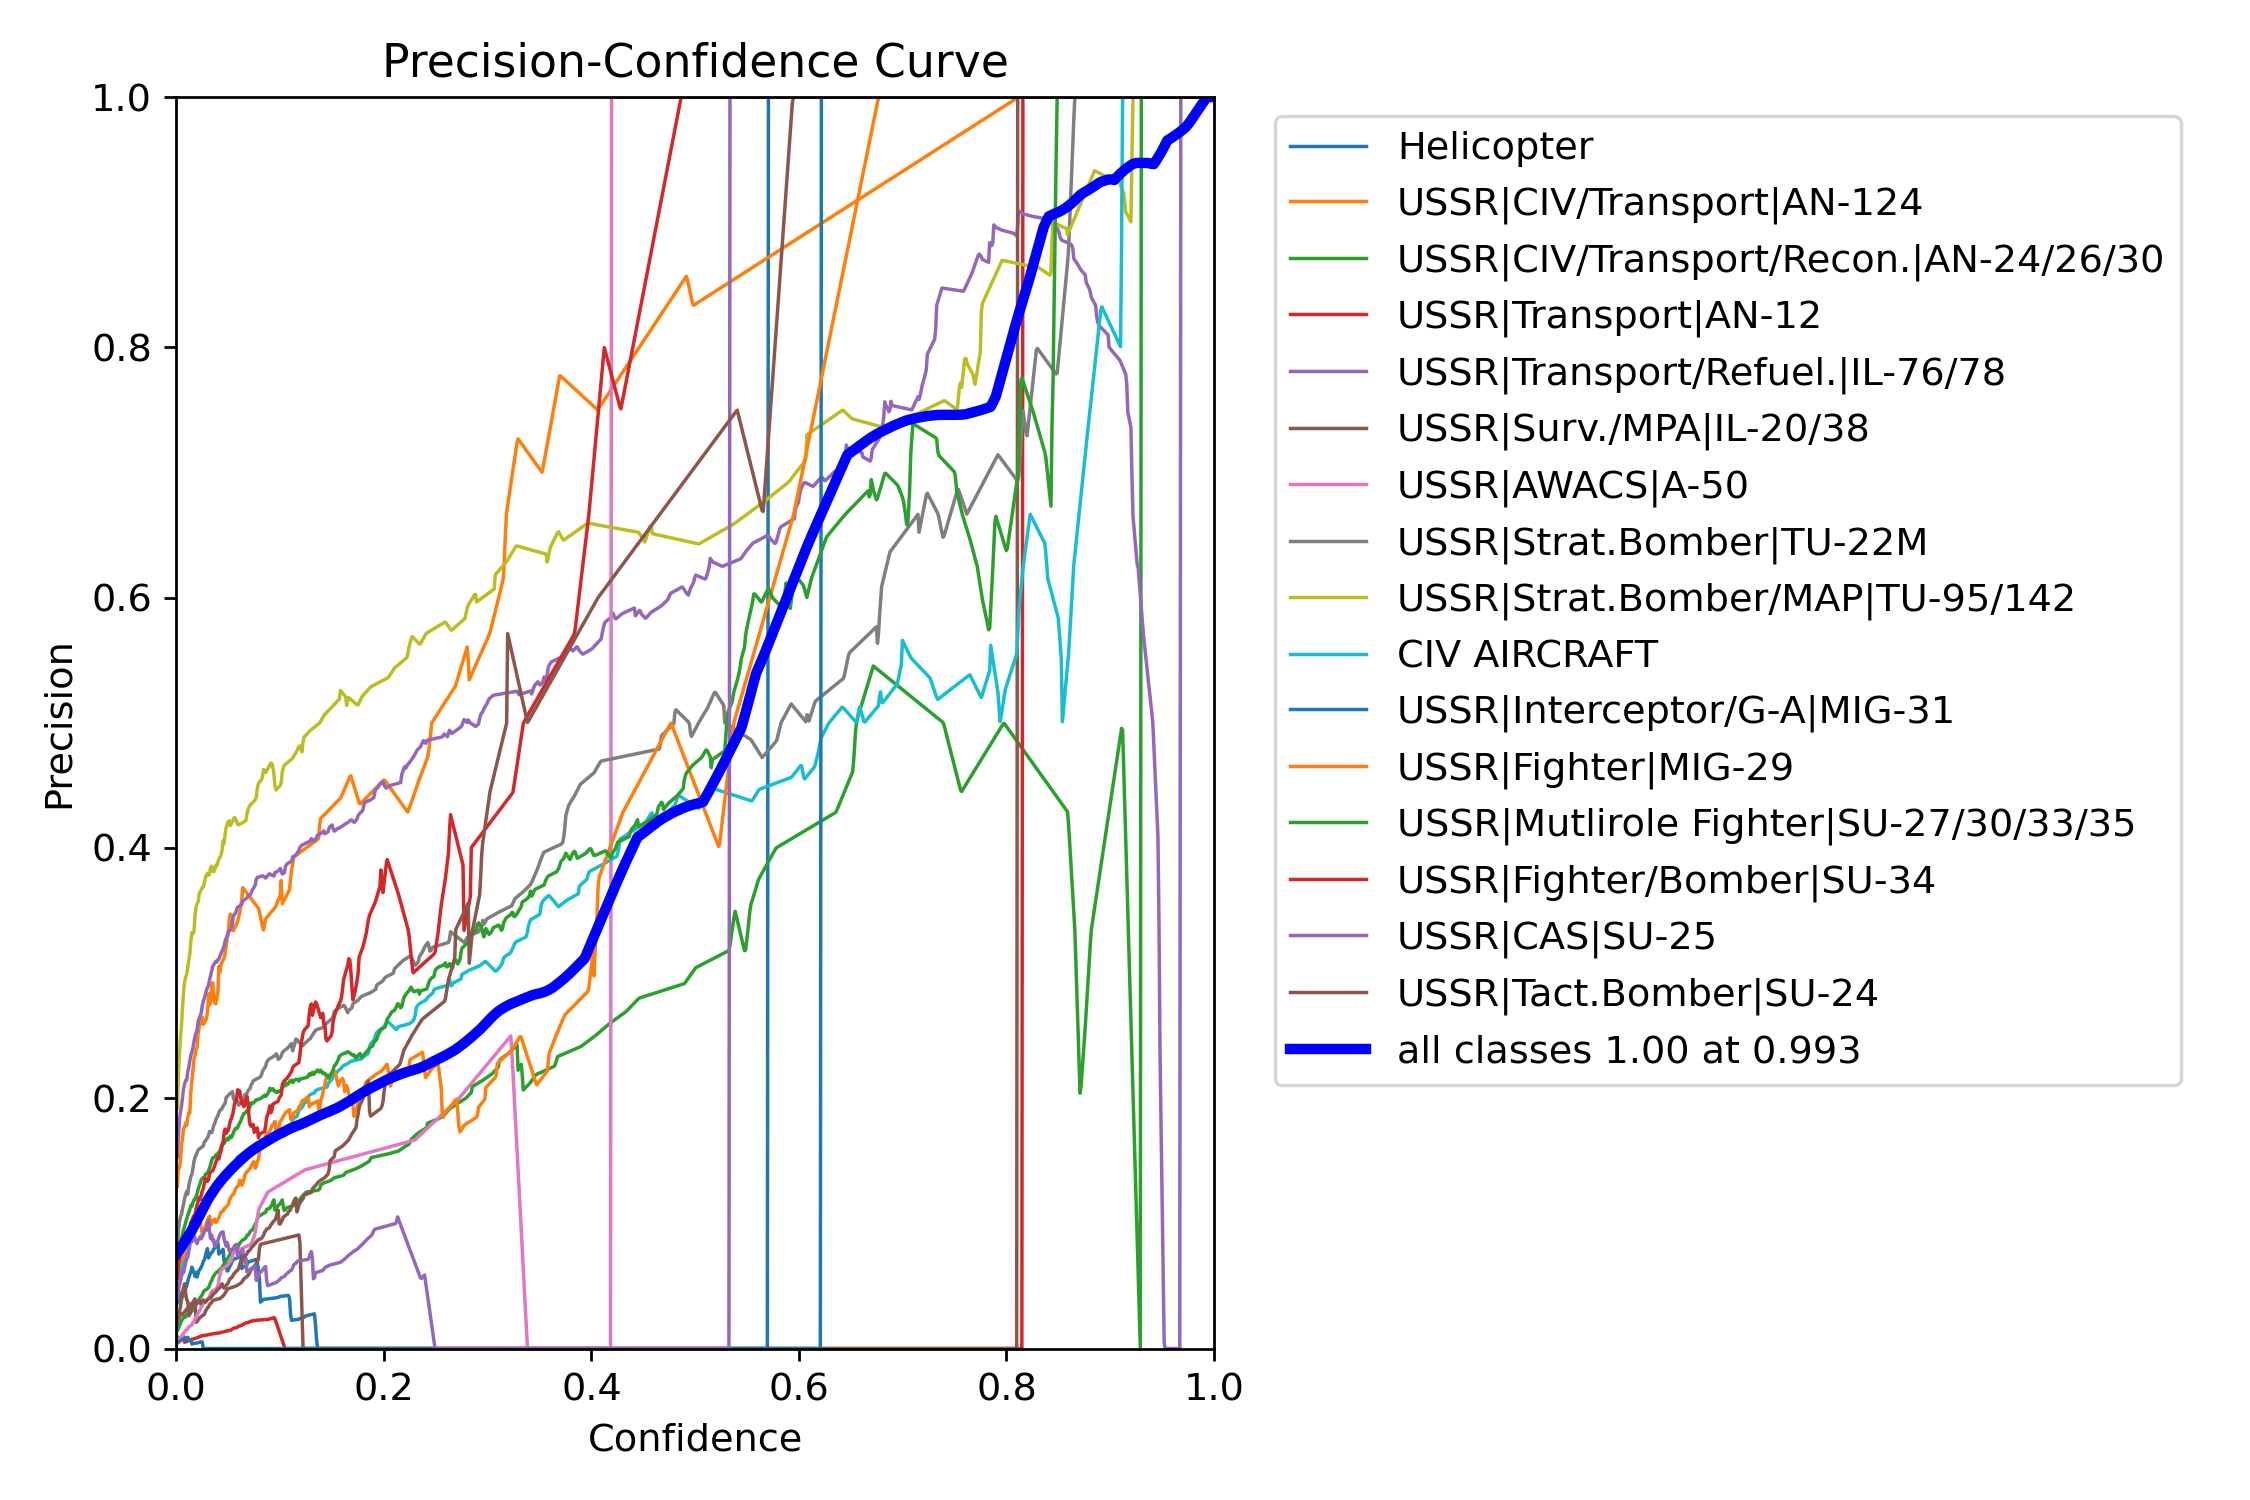 Precision-Confidence Curve
1.0
0.8
0.6
0.4
0.2
0.0
Precision
0.0 0.2 0.4 0.6 0.8 1.0
Confidence
Helicopter
USSR|CIV/Transport|AN-124
USSR|CIV/Transport/Recon.|AN-24/26/30
USSR|Transport|AN-12
USSR|Transport/Refuel.|IL-76/78
USSR|Surv./MPA|IL-20/38
USSR|AWACS|A-50
USSR|Strat.Bomber|TU-22M
USSR|Strat.Bomber/MAP|TU-95/142
CIV AIRCRAFT
USSR|Interceptor/G-A|MIG-31
USSR|Fighter|MIG-29
USSR|Mutlirole Fighter|SU-27/30/33/35
USSR|Fighter/Bomber|SU-34
USSR|CAS|SU-25
USSR|Tact.Bomber|SU-24
all classes 1.00 at 0.993